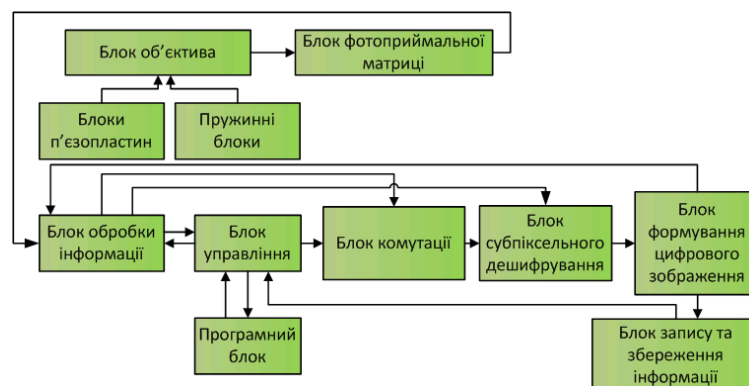 Блок об’єктива
Блок фотоприймальної
матриці
Блоки
п’єзопластин
Пружинні
блоки
Блок обробки
інформації
Блок
управління
Блок комутації
Блок
субпіксельного
дешифрування
Блок
формування
цифрового
зображення
Програмний
блок
Блок запису та
збереження
інформації